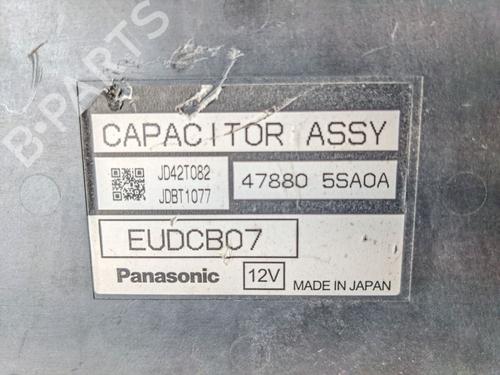 B-PARTS
CAPACITOR ASSY
JD42T082
JDBT1077
47880 5SA0A
EUDCB07
Panasonic
12V
MADE IN JAPAN